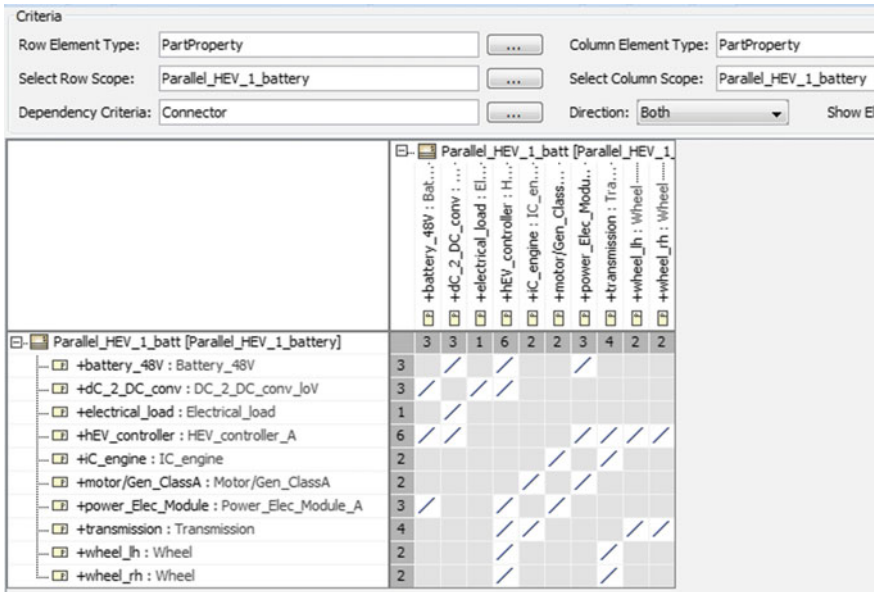 Criteria
Row Element Type: PartProperty ... Column Element Type: PartProperty
Select Row Scope: Parallel_HEV_1_battery ... Select Column Scope: Parallel_HEV_1_battery
Dependency Criteria: Connector ... Direction: Both Show El
Parallel_HEV_1_batt [Parallel_HEV_1_
+battery_48V : Bat...
+dC_2_DC_conv : ...
+electrical_load : El...
+hEV_controller : H...
+iC_engine : IC_en...
+motor/Gen_Class...
+power_Elec_Modu...
+transmission : Tra...
+wheel_lh : Wheel
+wheel_rh : Wheel
Parallel_HEV_1_batt [Parallel_HEV_1_battery] 3 3 1 6 2 2 3 4 2 2
+battery_48V : Battery_48V 3
+dC_2_DC_conv : DC_2_DC_conv_loV 3
+electrical_load : Electrical_load 1
+hEV_controller : HEV_controller_A 6
+iC_engine : IC_engine 2
+motor/Gen_ClassA : Motor/Gen_ClassA 2
+power_Elec_Module : Power_Elec_Module_A 3
+transmission : Transmission 4
+wheel_lh : Wheel 2
+wheel_rh : Wheel 2